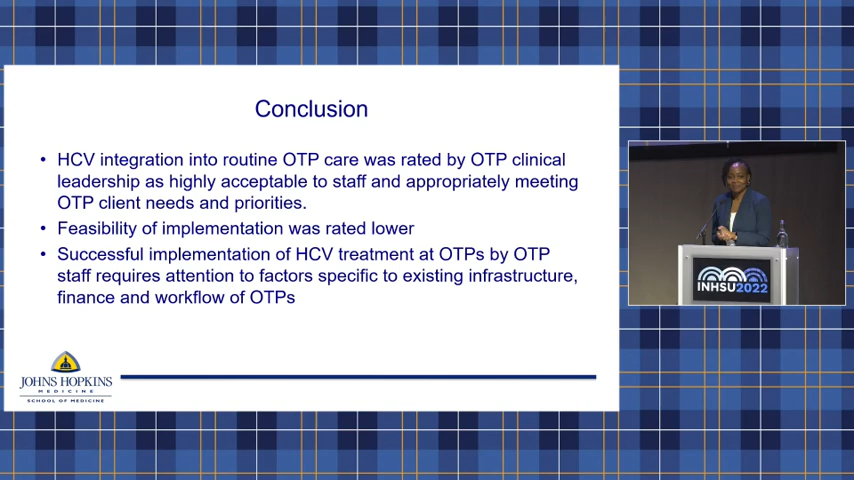 Conclusion
• HCV integration into routine OTP care was rated by OTP clinical
leadership as highly acceptable to staff and appropriately meeting
OTP client needs and priorities.
• Feasibility of implementation was rated lower
• Successful implementation of HCV treatment at OTPs by OTP
staff requires attention to factors specific to existing infrastructure,
finance and workflow of OTPs
JOHNS HOPKINS
MEDICINE
SCHOOL OF MEDICINE
INHSU2022